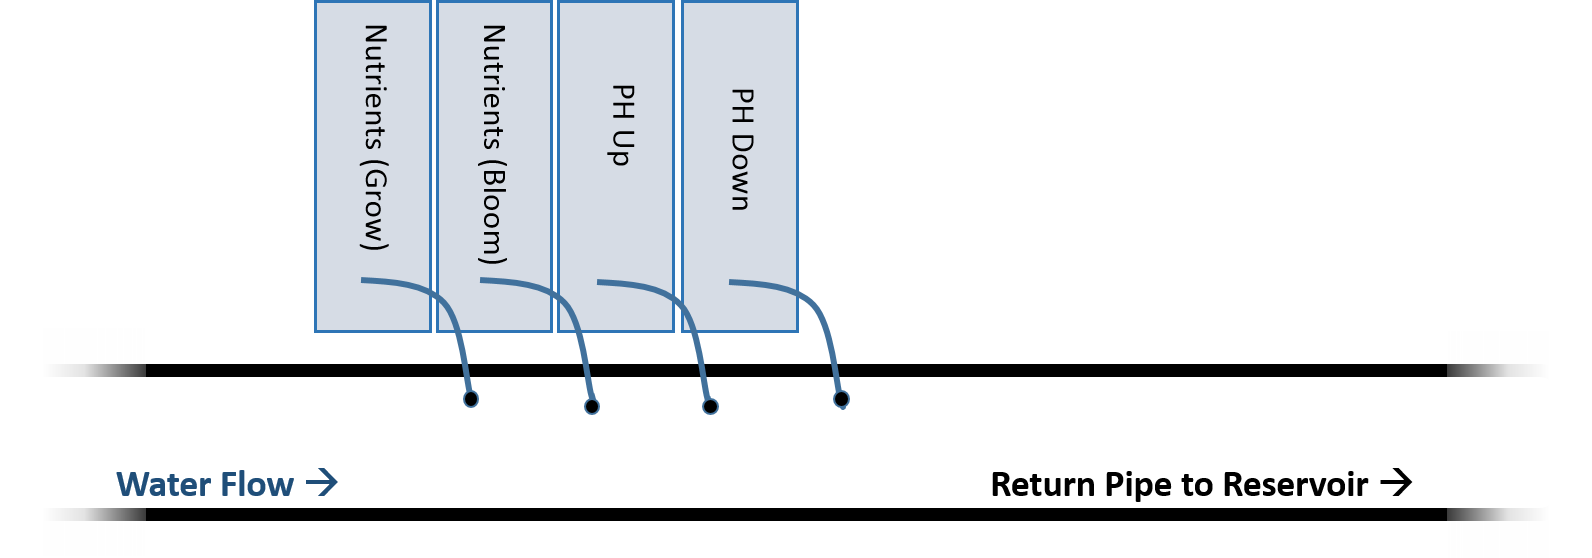 Nutrients (Grow)
Nutrients (Bloom)
PH Up
PH Down
Water Flow →
Return Pipe to Reservoir →